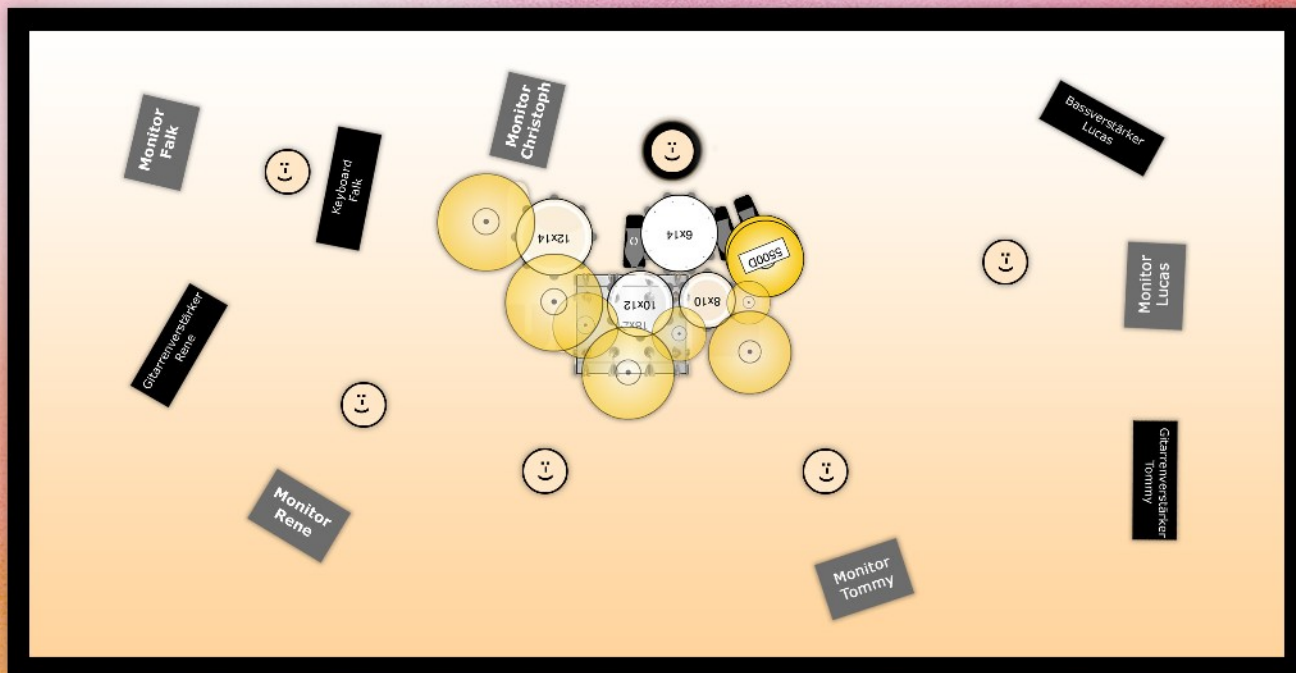 Monitor
Falk
Keyboard
Falk
Monitor
Christoph
Bassverstärker
Lucas
12x14
6x14
5500D
10x12
8x10
Monitor
Lucas
Gitarrenverstärker
Rene
Monitor
Rene
Gitarrenverstärker
Tommy
Monitor
Tommy